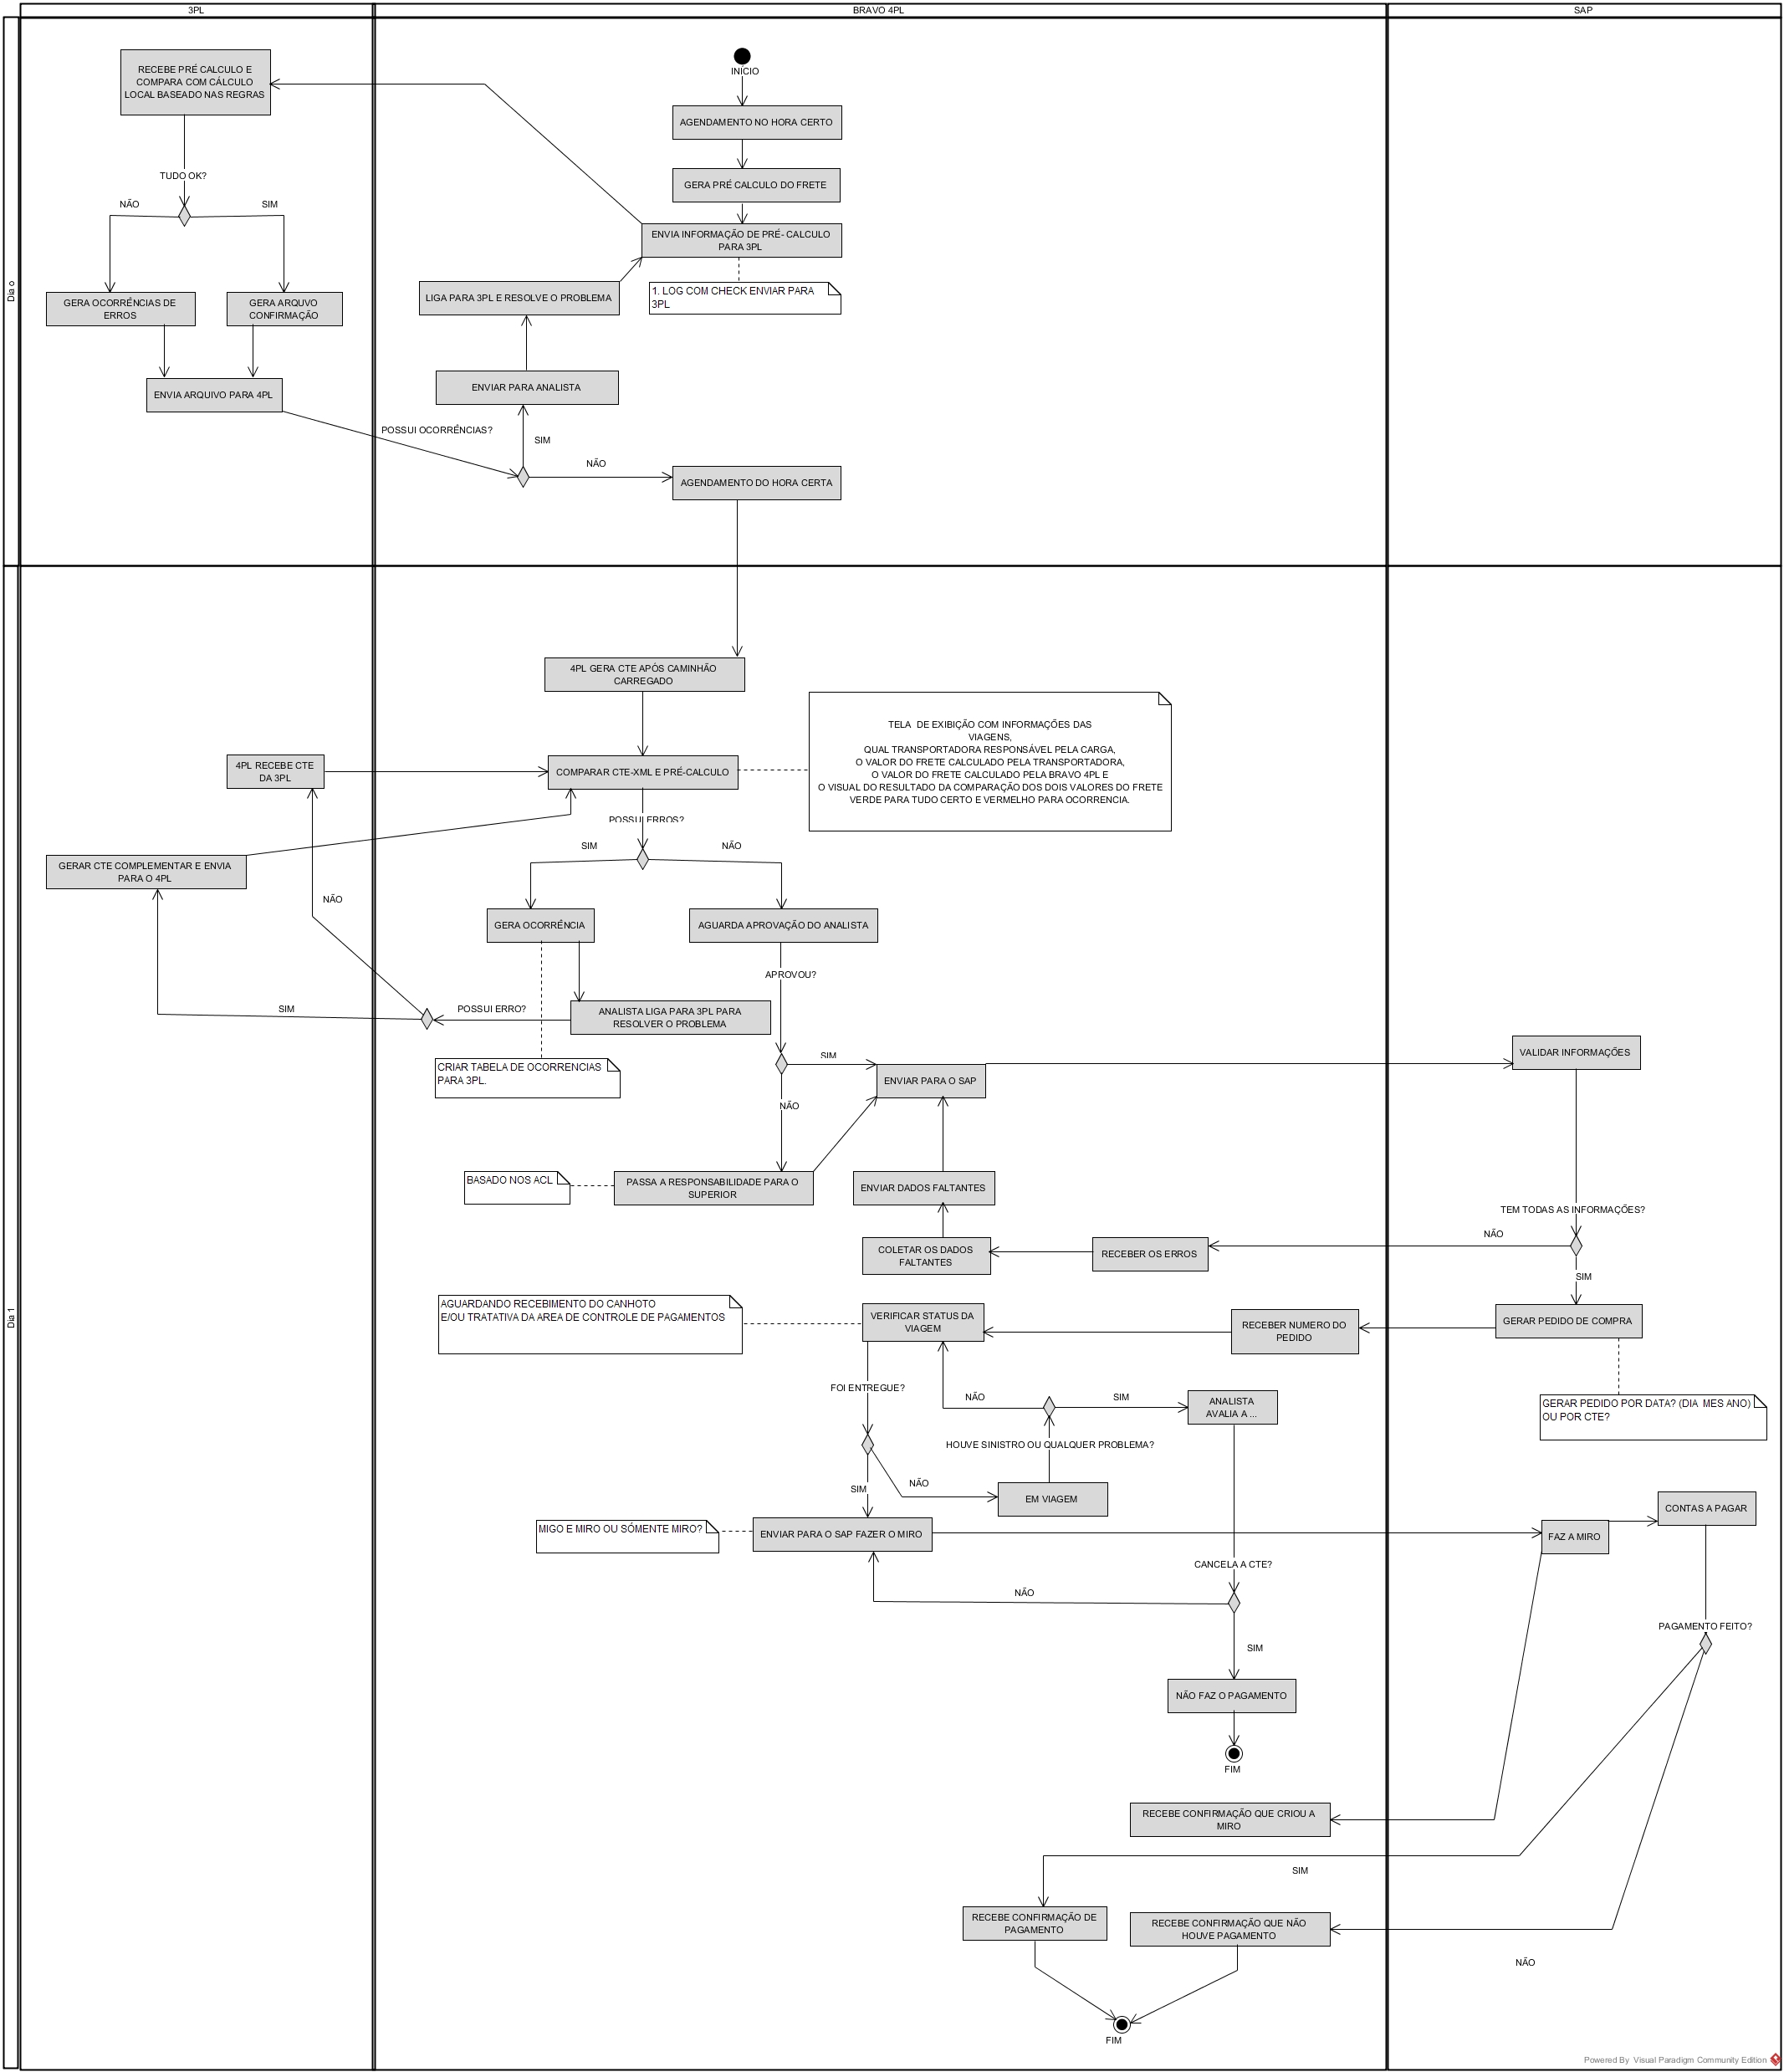 3PL
BRAVO 4PL
SAP
Dia o
RECEBE PRÉ CALCULO E
COMPARA COM CÁLCULO
LOCAL BASEADO NAS REGRAS
TUDO OK?
NÃO
SIM
GERA OCORRÊNCIAS DE
ERROS
GERA ARQUVO
CONFIRMAÇÃO
ENVIA ARQUIVO PARA 4PL
INÍCIO
AGENDAMENTO NO HORA CERTO
GERA PRÉ CALCULO DO FRETE
ENVIA INFORMAÇÃO DE PRÉ- CALCULO
PARA 3PL
1. LOG COM CHECK ENVIAR PARA
3PL
LIGA PARA 3PL E RESOLVE O PROBLEMA
ENVIAR PARA ANALISTA
POSSUI OCORRÊNCIAS?
SIM
NÃO
AGENDAMENTO DO HORA CERTA
Dia 1
4PL GERA CTE APÓS CAMINHÃO
CARREGADO
4PL RECEBE CTE
DA 3PL
COMPARAR CTE-XML E PRÉ-CALCULO
TELA  DE EXIBIÇÃO COM INFORMAÇÕES DAS
VIAGENS,
QUAL TRANSPORTADORA RESPONSÁVEL PELA CARGA,
O VALOR DO FRETE CALCULADO PELA TRANSPORTADORA,
O VALOR DO FRETE CALCULADO PELA BRAVO 4PL E
O VISUAL DO RESULTADO DA COMPARAÇÃO DOS DOIS VALORES DO FRETE
VERDE PARA TUDO CERTO E VERMELHO PARA OCORRENCIA.
POSSUI ERROS?
SIM
NÃO
GERAR CTE COMPLEMENTAR E ENVIA
PARA O 4PL
NÃO
GERA OCORRÊNCIA
AGUARDA APROVAÇÃO DO ANALISTA
APROVOU?
SIM
POSSUI ERRO?
ANALISTA LIGA PARA 3PL PARA
RESOLVER O PROBLEMA
CRIAR TABELA DE OCORRENCIAS
PARA 3PL.
SIM
ENVIAR PARA O SAP
VALIDAR INFORMAÇÕES
NÃO
BASADO NOS ACL
PASSA A RESPONSABILIDADE PARA O
SUPERIOR
ENVIAR DADOS FALTANTES
TEM TODAS AS INFORMAÇÕES?
NÃO
COLETAR OS DADOS
FALTANTES
RECEBER OS ERROS
SIM
AGUARDANDO RECEBIMENTO DO CANHOTO
E/OU TRATATIVA DA AREA DE CONTROLE DE PAGAMENTOS
VERIFICAR STATUS DA
VIAGEM
RECEBER NUMERO DO
PEDIDO
GERAR PEDIDO DE COMPRA
FOI ENTREGUE?
NÃO
SIM
ANALISTA
AVALIA A ...
GERAR PEDIDO POR DATA? (DIA  MES ANO)
OU POR CTE?
HOUVE SINISTRO OU QUALQUER PROBLEMA?
NÃO
SIM
EM VIAGEM
CONTAS A PAGAR
MIGO E MIRO OU SÓMENTE MIRO?
ENVIAR PARA O SAP FAZER O MIRO
FAZ A MIRO
CANCELA A CTE?
NÃO
PAGAMENTO FEITO?
SIM
NÃO FAZ O PAGAMENTO
FIM
RECEBE CONFIRMAÇÃO QUE CRIOU A
MIRO
SIM
RECEBE CONFIRMAÇÃO DE
PAGAMENTO
RECEBE CONFIRMAÇÃO QUE NÃO
HOUVE PAGAMENTO
NÃO
FIM
Powered By  Visual Paradigm Community Edition